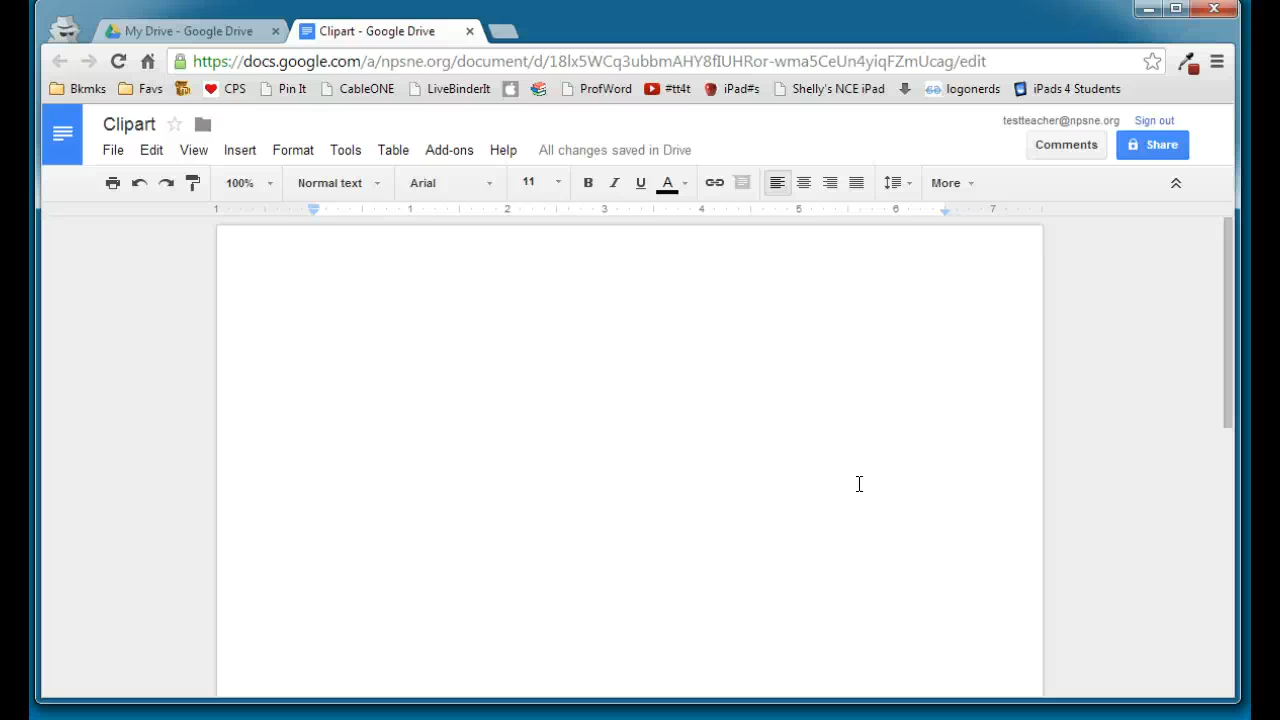 My Drive - Google Drive
Clipart - Google Drive
https://docs.google.com/a/npsne.org/document/d/18lx5WCq3ubbmAHY8fIUHRor-wma5CeUn4yiqFZmUcag/edit
Bkmks Favs CPS Pin It CableONE LiveBinderIt ProfWord #tt4t iPad#s Shelly's NCE iPad logonerds iPads 4 Students
Clipart
testteacher@npsne.org Sign out
File Edit View Insert Format Tools Table Add-ons Help All changes saved in Drive
Comments Share
100% Normal text Arial 11 B I U A More
1 1 2 3 4 5 6 7